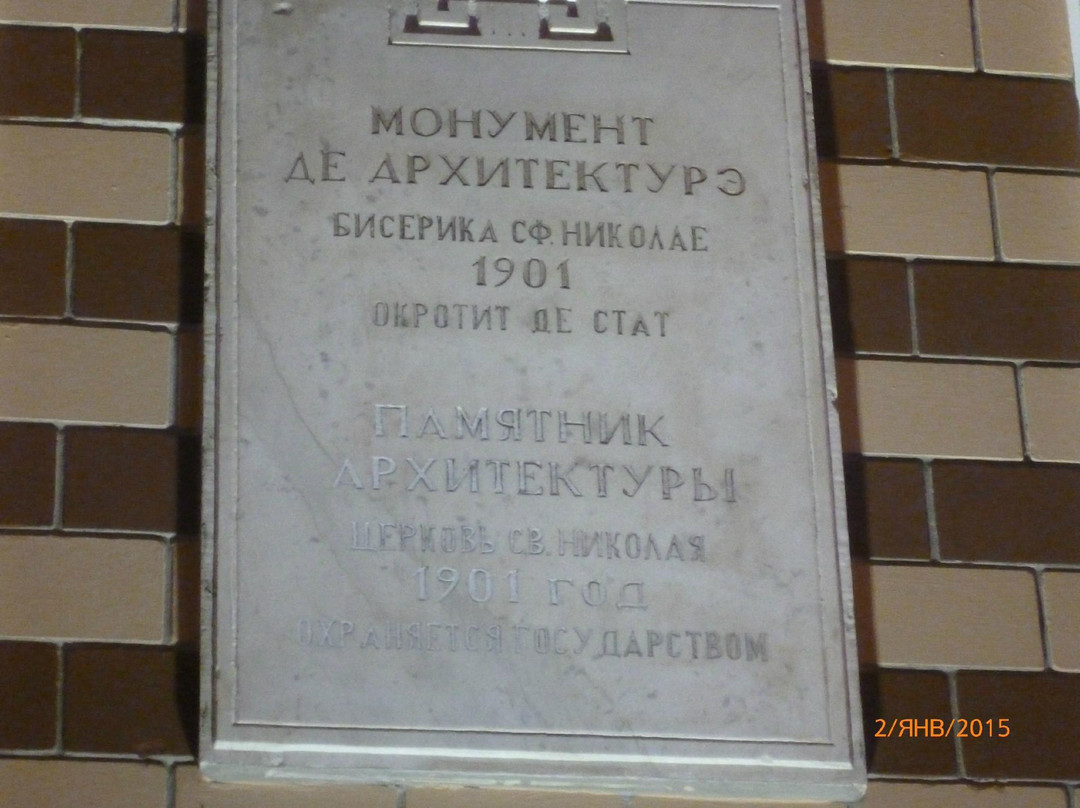 МОНУМЕНТ
ДЕ АРХИТЕКТУРЭ
БИСЕРИКА СФ. НИКОЛАЕ
1901
ОКРОТИТ ДЕ СТАТ
ПАМЯТНИК
АРХИТЕКТУРЫ
ЦЕРКОВЬ СВ. НИКОЛАЯ
1901 ГОД
ОХРАНЯЕТСЯ ГОСУДАРСТВОМ
2/ЯНВ/2015